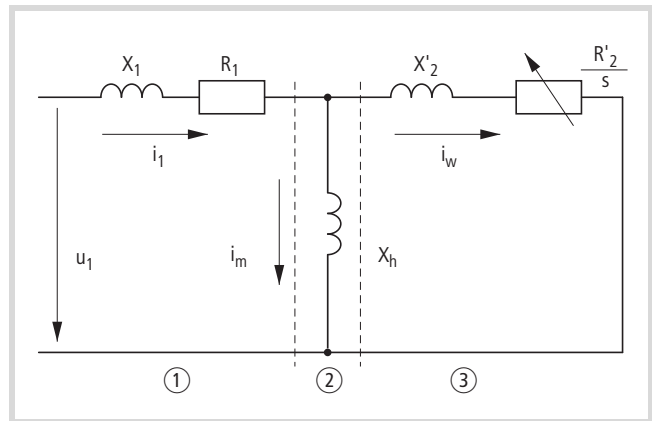 X1 R1 X'2 R'2
s
i1 iw
im
u1 Xh
① ② ③